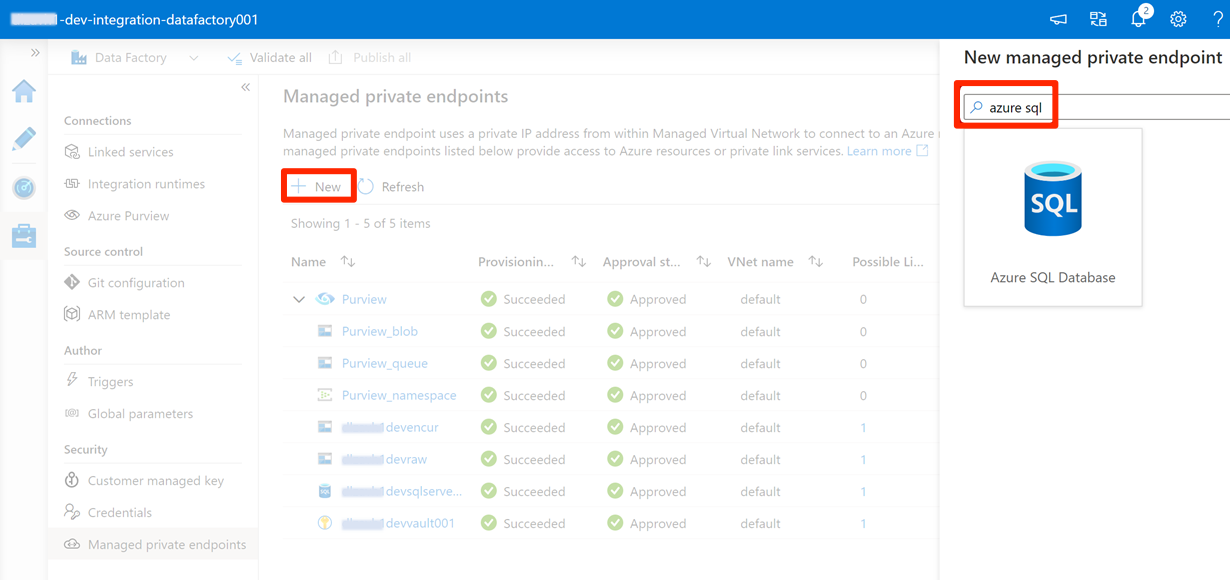 -dev-integration-datafactory001
2
?
»
Data Factory
Validate all
Publish all
New managed private endpoint
azure sql
SQL
Azure SQL Database
«
Connections
Linked services
Integration runtimes
Azure Purview
Source control
Git configuration
ARM template
Author
Triggers
Global parameters
Security
Customer managed key
Credentials
Managed private endpoints
Managed private endpoints
Managed private endpoint uses a private IP address from within Managed Virtual Network to connect to an Azure
managed private endpoints listed below provide access to Azure resources or private link services. Learn more
+ New
Refresh
Showing 1 - 5 of 5 items
Name Provisionin... Approval st... VNet name Possible Li...
Purview Succeeded Approved default 0
Purview_blob Succeeded Approved default 0
Purview_queue Succeeded Approved default 0
Purview_namespace Succeeded Approved default 0
devencur Succeeded Approved default 1
devraw Succeeded Approved default 1
devsqlserve... Succeeded Approved default 1
devvault001 Succeeded Approved default 1